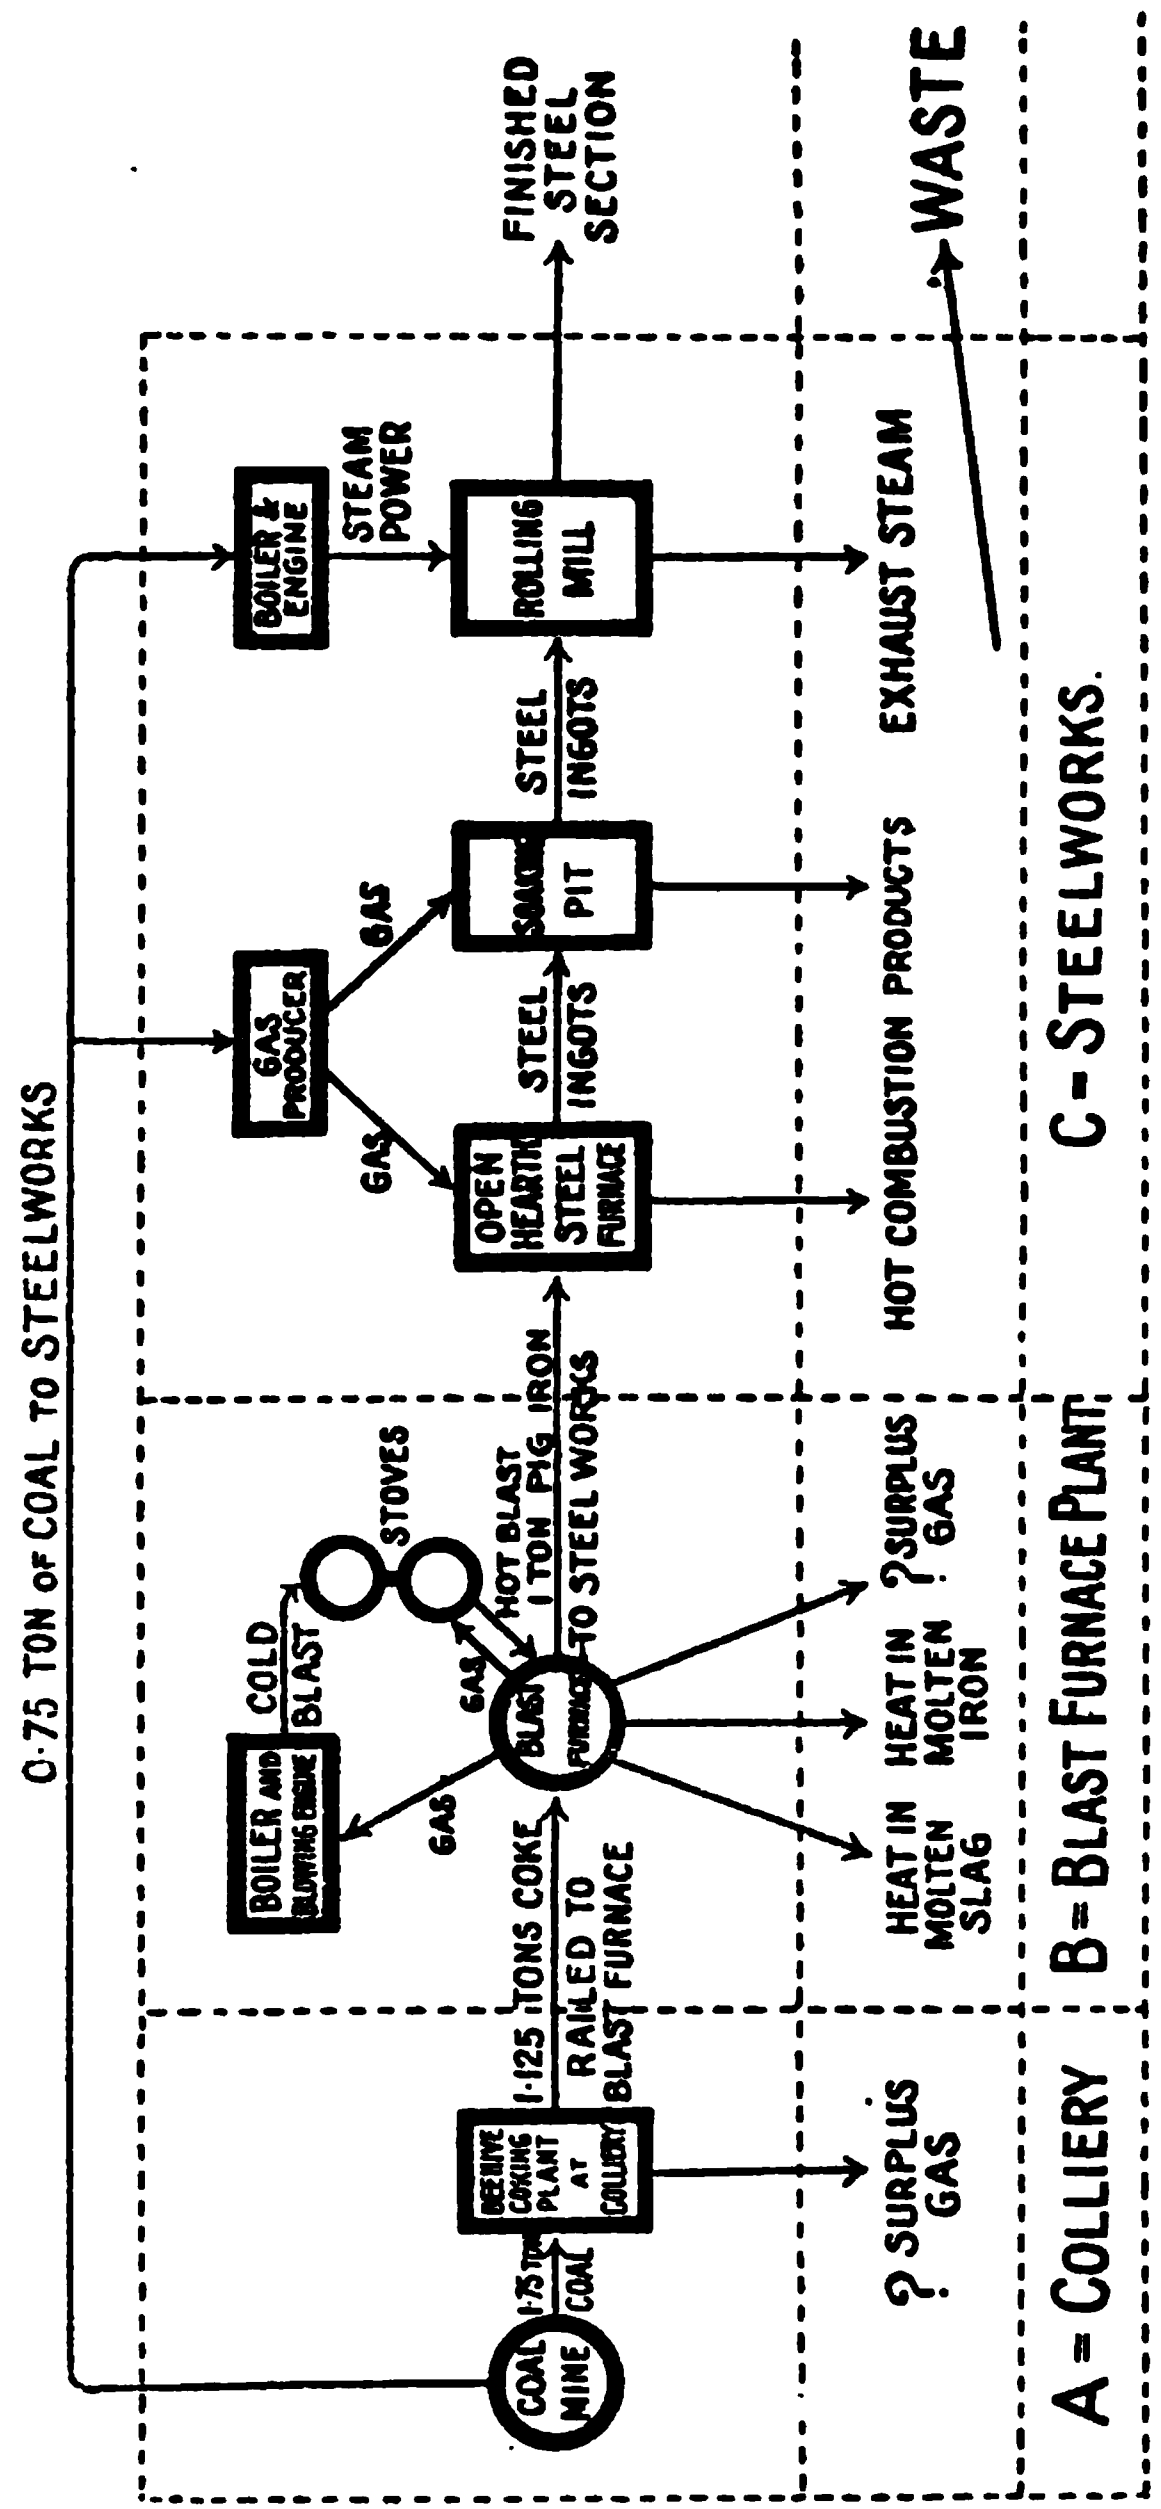 0·75 TON OF COAL TO STEELWORKS
COAL
MINE
1·75 TON
COAL
BEEHIVE
COKING
PLANT
AT
COLLIERY
1·125 TONS COKE
RAILED TO
BLAST FURNACE
BOILER AND
BLOWING ENGINE
COLD
BLAST
STOVES
GAS
GAS
HOT BLAST
BLAST
FURNACE
1 TON PIG IRON
TO STEEL WORKS
GAS
PRODUCER
GAS
GAS
OPEN
HEARTH
STEEL
FURNACE
STEEL
INGOTS
SOAKING
PIT
STEEL
INGOTS
BOILER &
ENGINE
STEAM
POWER
ROLLING
MILL
FINISHED
STEEL
SECTION
? SURPLUS
GAS
HEAT IN
MOLTEN
SLAG
HEAT IN
MOLTEN
IRON
? SURPLUS
GAS
HOT COMBUSTION PRODUCTS
EXHAUST STEAM
WASTE
A = COLLIERY
B = BLAST FURNACE PLANT
C = STEELWORKS.